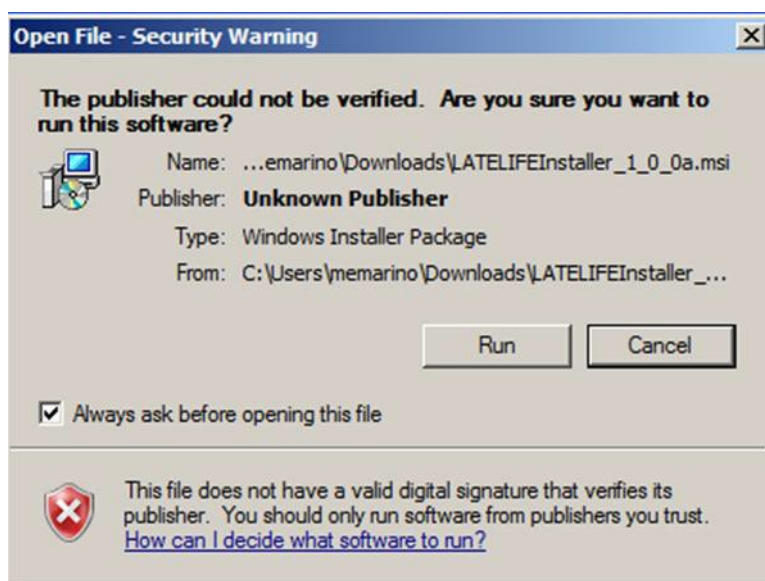 Open File - Security Warning
The publisher could not be verified.  Are you sure you want to
run this software?
Name: ...emarino\Downloads\LATELIFEInstaller_1_0_0a.msi
Publisher: Unknown Publisher
Type: Windows Installer Package
From: C:\Users\memarino\Downloads\LATELIFEInstaller_...
Run Cancel
Always ask before opening this file
This file does not have a valid digital signature that verifies its
publisher.  You should only run software from publishers you trust.
How can I decide what software to run?